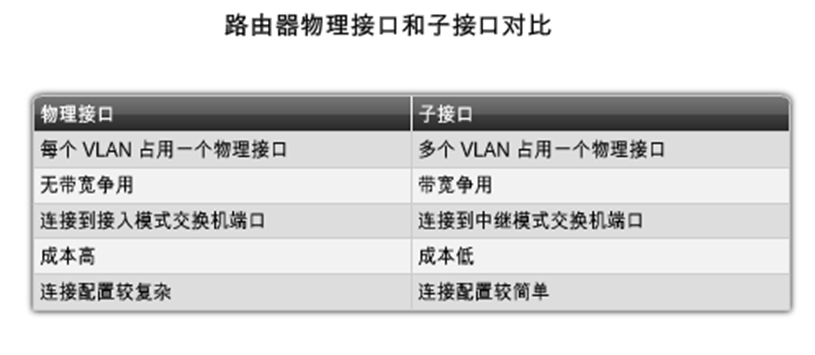 路由器物理接口和子接口对比
物理接口 子接口
每个 VLAN 占用一个物理接口 多个 VLAN 占用一个物理接口
无带宽争用 带宽争用
连接到接入模式交换机端口 连接到中继模式交换机端口
成本高 成本低
连接配置较复杂 连接配置较简单